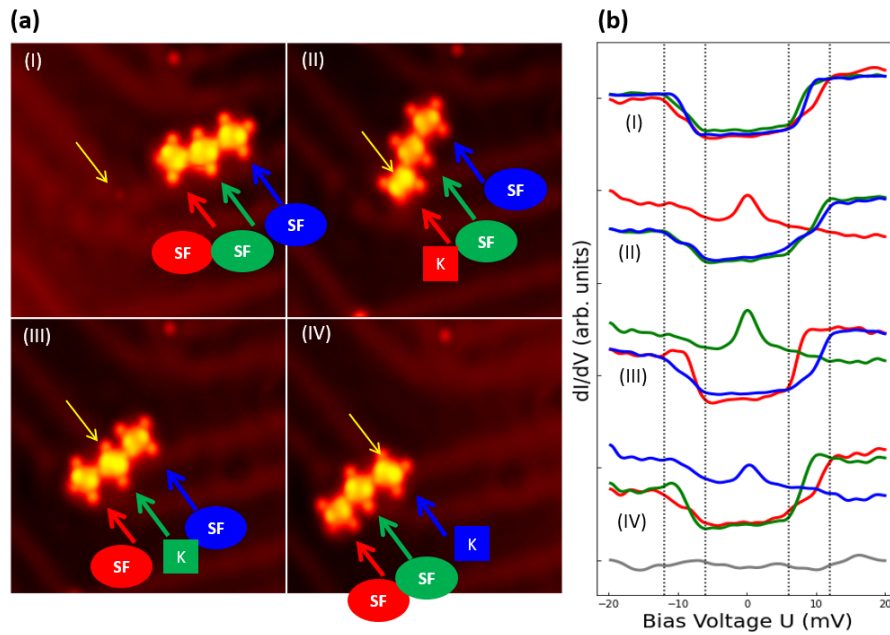 (a)
(b)
(I)
(II)
SF
SF
SF
SF
K
SF
(III)
(IV)
SF
K
SF
K
SF
SF
dI/dV (arb. units)
(I)
(II)
(III)
(IV)
−20
−10
0
10
20
Bias Voltage U (mV)